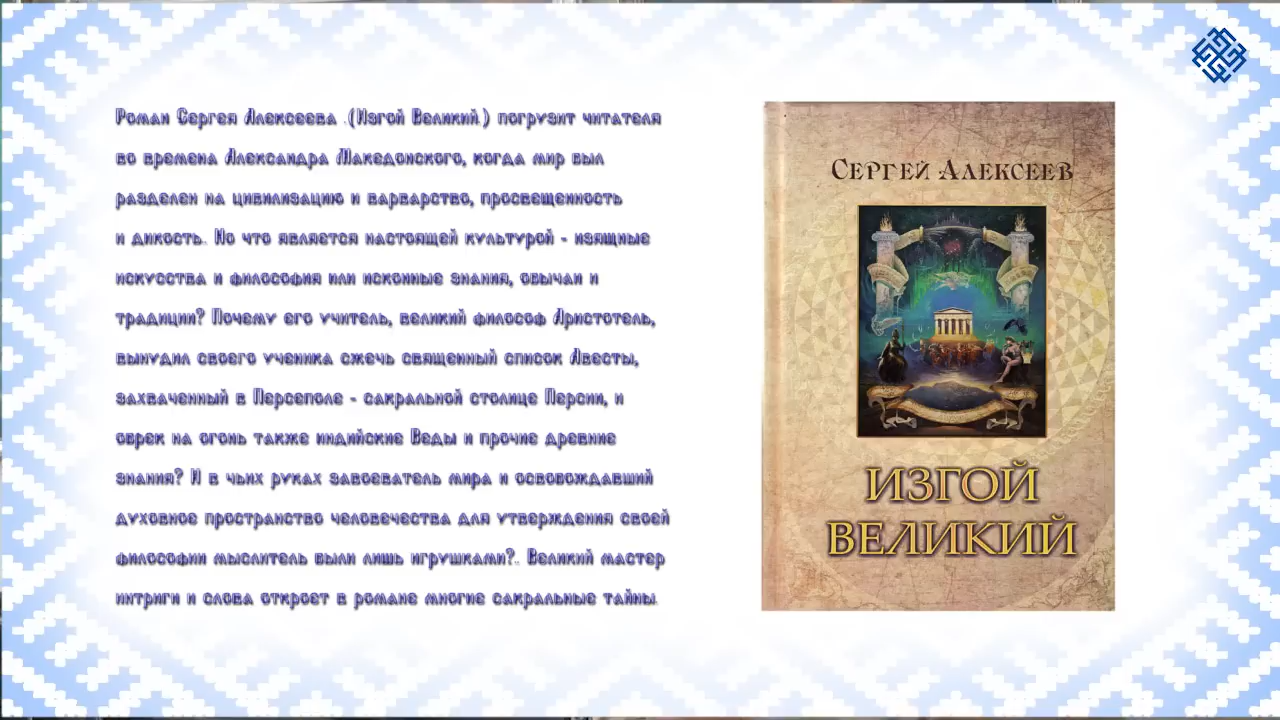 Роман Сергея Алексеева .(Изгой Великий.) погрузит читателя
во времена Александра Македонского, когда мир был
разделен на цивилизацию и варварство, просвещенность
и дикость. Но что является настоящей культурой - изящные
искусства и философия или исконные знания, обычаи и
традиции? Почему его учитель, великий философ Аристотель,
вынудил своего ученика сжечь священный список Авесты,
захваченный в Персеполе - сакральной столице Персии, и
обрек на огонь также индийские Веды и прочие древние
знания? И в чьих руках завоеватель мира и освобождавший
духовное пространство человечества для утверждения своей
философии мыслитель были лишь игрушками?. Великий мастер
интриги и слова откроет в романе многие сакральные тайны.
Сергей Алексеев
ИЗГОЙ
ВЕЛИКИЙ